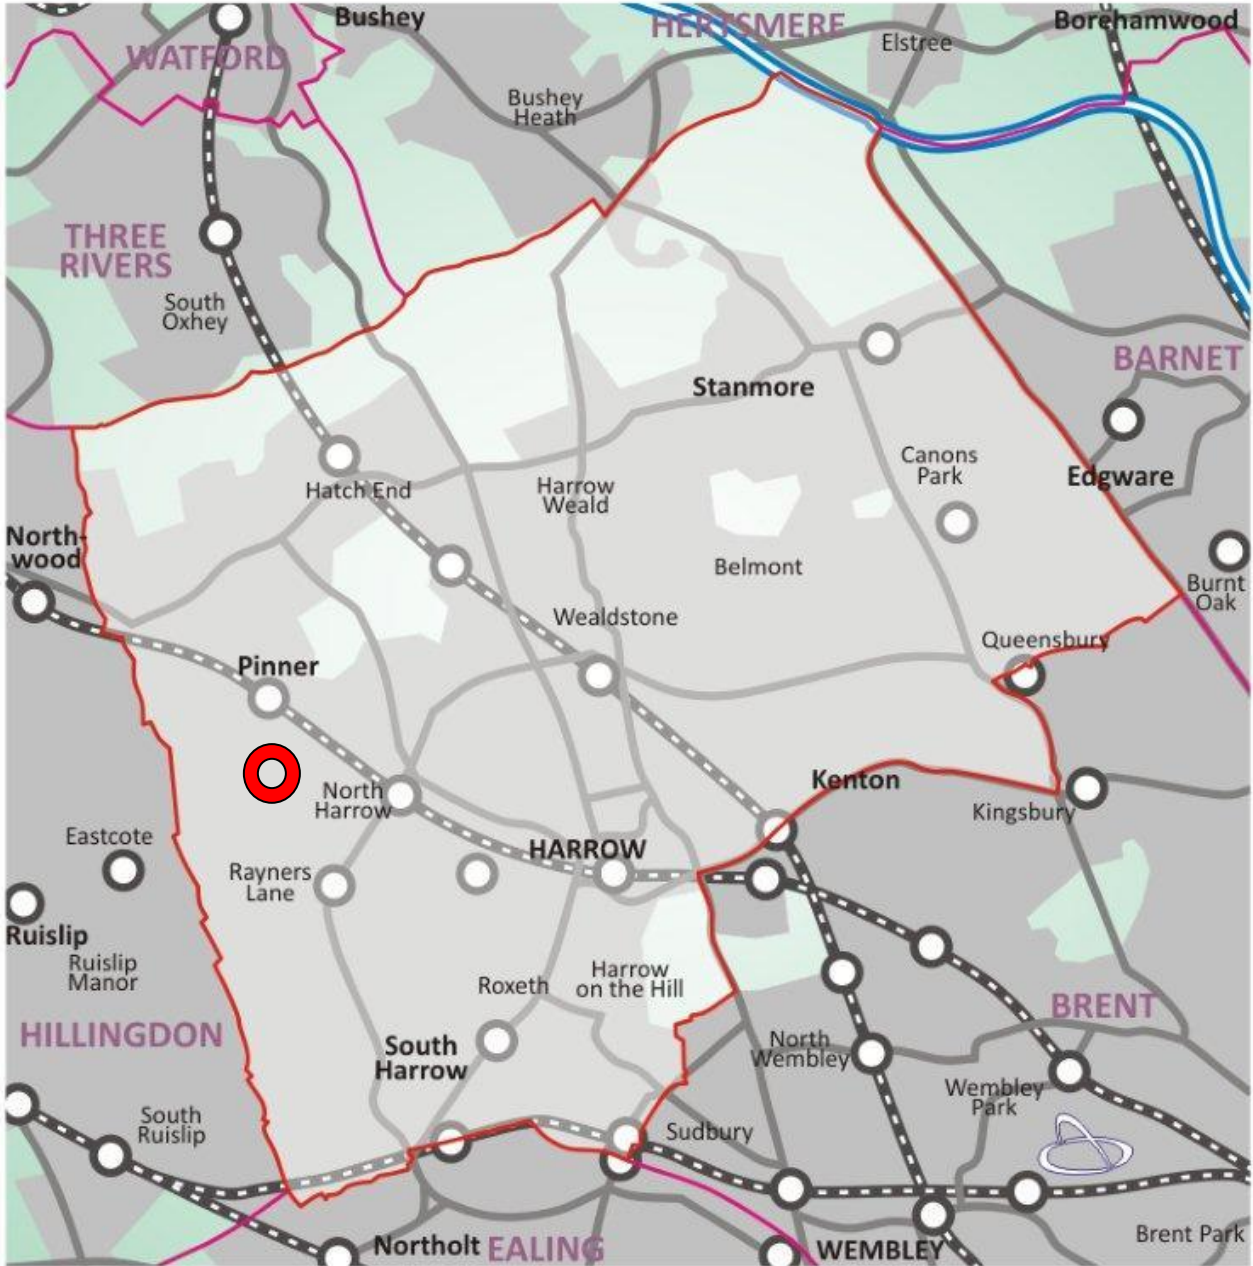 Bushey
HERTSMERE
Borehamwood
WATFORD
Elstree
Bushey
Heath
THREE
RIVERS
South
Oxhey
BARNET
Stanmore
Canons
Park
Edgware
Hatch End
Harrow
Weald
North-
wood
Belmont
Burnt
Oak
Wealdstone
Queensbury
Pinner
Kenton
North
Harrow
Kingsbury
Eastcote
HARROW
Rayners
Lane
Ruislip
Ruislip
Manor
Harrow
on the Hill
Roxeth
BRENT
HILLINGDON
South
Harrow
North
Wembley
Wembley
Park
South
Ruislip
Sudbury
Brent Park
Northolt
EALING
WEMBLEY